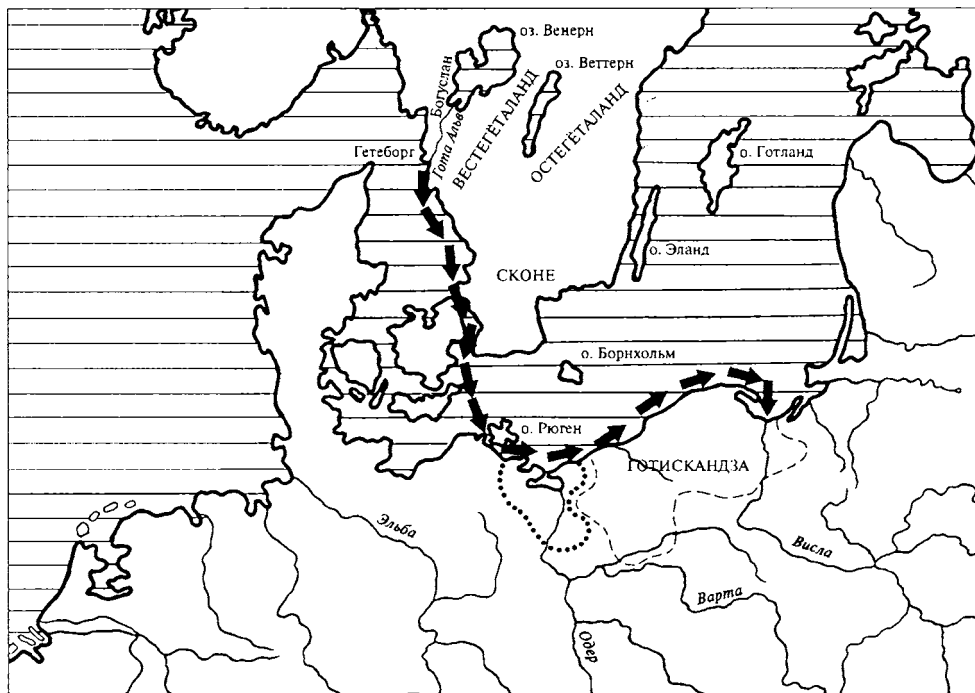 оз. Венерн
оз. Веттерн
Богуслан
Гота Альв
ВЕСТЕГЁТАЛАНД
ОСТЕГЁТАЛАНД
Гетеборг
о. Готланд
о. Эланд
СКОНЕ
о. Борнхольм
о. Рюген
ГОТИСКАНДЗА
Эльба
Висла
Варта
Одер